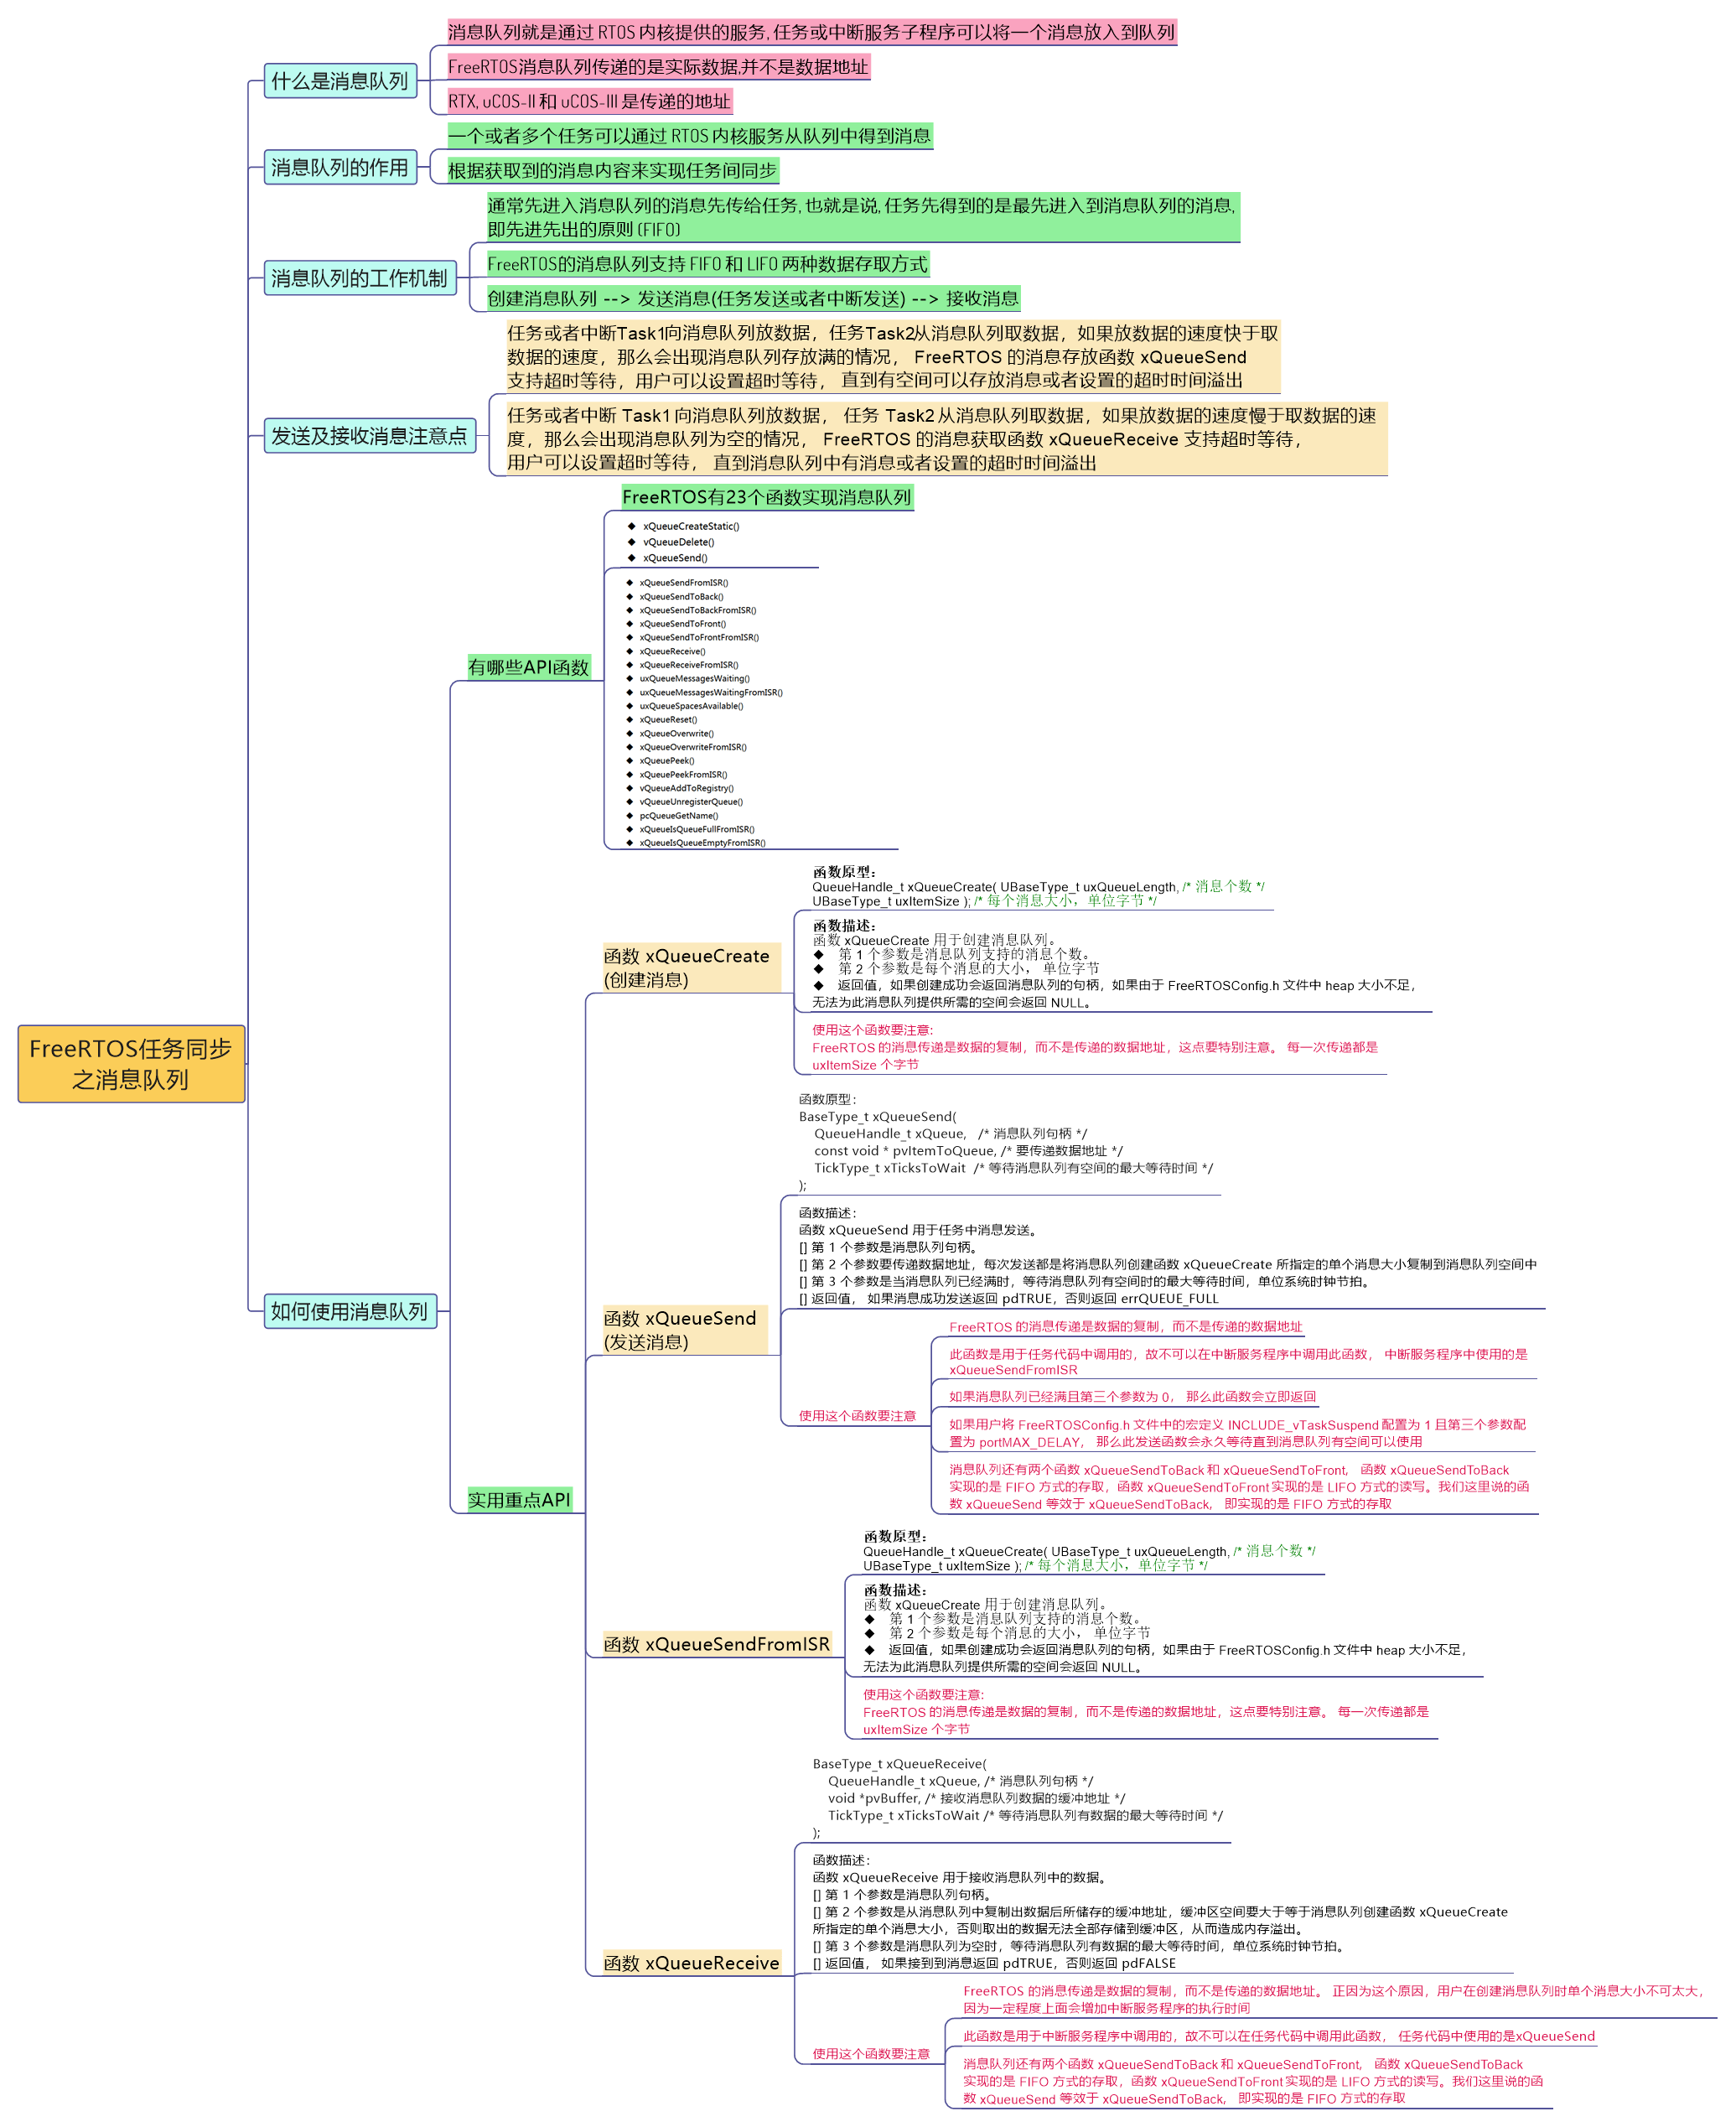 消息队列就是通过 RTOS 内核提供的服务, 任务或中断服务子程序可以将一个消息放入到队列
什么是消息队列
FreeRTOS消息队列传递的是实际数据,并不是数据地址
RTX, uCOS-II 和 uCOS-III 是传递的地址
一个或者多个任务可以通过 RTOS 内核服务从队列中得到消息
消息队列的作用
根据获取到的消息内容来实现任务间同步
通常先进入消息队列的消息先传给任务, 也就是说, 任务先得到的是最先进入到消息队列的消息,
即先进先出的原则 (FIFO)
消息队列的工作机制
FreeRTOS的消息队列支持 FIFO 和 LIFO 两种数据存取方式
创建消息队列 --> 发送消息(任务发送或者中断发送) --> 接收消息
任务或者中断Task1向消息队列放数据，任务Task2从消息队列取数据，如果放数据的速度快于取
数据的速度，那么会出现消息队列存放满的情况， FreeRTOS 的消息存放函数 xQueueSend
支持超时等待，用户可以设置超时等待， 直到有空间可以存放消息或者设置的超时时间溢出
发送及接收消息注意点
任务或者中断 Task1 向消息队列放数据， 任务 Task2 从消息队列取数据，如果放数据的速度慢于取数据的速
度，那么会出现消息队列为空的情况， FreeRTOS 的消息获取函数 xQueueReceive 支持超时等待，
用户可以设置超时等待， 直到消息队列中有消息或者设置的超时时间溢出
FreeRTOS有23个函数实现消息队列
◆ xQueueCreateStatic()
◆ vQueueDelete()
◆ xQueueSend()
◆ xQueueSendFromISR()
◆ xQueueSendToBack()
◆ xQueueSendToBackFromISR()
◆ xQueueSendToFront()
◆ xQueueSendToFrontFromISR()
◆ xQueueReceive()
有哪些API函数
◆ xQueueReceiveFromISR()
◆ uxQueueMessagesWaiting()
◆ uxQueueMessagesWaitingFromISR()
◆ uxQueueSpacesAvailable()
◆ xQueueReset()
◆ xQueueOverwrite()
◆ xQueueOverwriteFromISR()
◆ xQueuePeek()
◆ xQueuePeekFromISR()
◆ vQueueAddToRegistry()
◆ vQueueUnregisterQueue()
◆ pcQueueGetName()
◆ xQueueIsQueueFullFromISR()
◆ xQueueIsQueueEmptyFromISR()
函数原型：
QueueHandle_t xQueueCreate( UBaseType_t uxQueueLength, /* 消息个数 */
UBaseType_t uxItemSize ); /* 每个消息大小，单位字节 */
函数 xQueueCreate
(创建消息)
函数描述：
函数 xQueueCreate 用于创建消息队列。
◆ 第 1 个参数是消息队列支持的消息个数。
◆ 第 2 个参数是每个消息的大小， 单位字节
◆ 返回值，如果创建成功会返回消息队列的句柄，如果由于 FreeRTOSConfig.h 文件中 heap 大小不足，
无法为此消息队列提供所需的空间会返回 NULL。
使用这个函数要注意:
FreeRTOS 的消息传递是数据的复制，而不是传递的数据地址，这点要特别注意。 每一次传递都是
uxItemSize 个字节
FreeRTOS任务同步
之消息队列
函数原型：
BaseType_t xQueueSend(
QueueHandle_t xQueue, /* 消息队列句柄 */
const void * pvItemToQueue, /* 要传递数据地址 */
TickType_t xTicksToWait /* 等待消息队列有空间的最大等待时间 */
);
函数描述：
函数 xQueueSend 用于任务中消息发送。
[] 第 1 个参数是消息队列句柄。
[] 第 2 个参数要传递数据地址，每次发送都是将消息队列创建函数 xQueueCreate 所指定的单个消息大小复制到消息队列空间中
[] 第 3 个参数是当消息队列已经满时，等待消息队列有空间时的最大等待时间，单位系统时钟节拍。
[] 返回值， 如果消息成功发送返回 pdTRUE，否则返回 errQUEUE_FULL
如何使用消息队列
函数 xQueueSend
(发送消息)
FreeRTOS 的消息传递是数据的复制，而不是传递的数据地址
此函数是用于任务代码中调用的，故不可以在中断服务程序中调用此函数， 中断服务程序中使用的是
xQueueSendFromISR
如果消息队列已经满且第三个参数为 0， 那么此函数会立即返回
使用这个函数要注意
如果用户将 FreeRTOSConfig.h 文件中的宏定义 INCLUDE_vTaskSuspend 配置为 1 且第三个参数配
置为 portMAX_DELAY， 那么此发送函数会永久等待直到消息队列有空间可以使用
消息队列还有两个函数 xQueueSendToBack 和 xQueueSendToFront， 函数 xQueueSendToBack
实现的是 FIFO 方式的存取，函数 xQueueSendToFront 实现的是 LIFO 方式的读写。我们这里说的函
数 xQueueSend 等效于 xQueueSendToBack， 即实现的是 FIFO 方式的存取
实用重点API
函数原型：
QueueHandle_t xQueueCreate( UBaseType_t uxQueueLength, /* 消息个数 */
UBaseType_t uxItemSize ); /* 每个消息大小，单位字节 */
函数描述：
函数 xQueueCreate 用于创建消息队列。
◆ 第 1 个参数是消息队列支持的消息个数。
◆ 第 2 个参数是每个消息的大小， 单位字节
函数 xQueueSendFromISR
◆ 返回值，如果创建成功会返回消息队列的句柄，如果由于 FreeRTOSConfig.h 文件中 heap 大小不足，
无法为此消息队列提供所需的空间会返回 NULL。
使用这个函数要注意:
FreeRTOS 的消息传递是数据的复制，而不是传递的数据地址，这点要特别注意。 每一次传递都是
uxItemSize 个字节
BaseType_t xQueueReceive(
QueueHandle_t xQueue, /* 消息队列句柄 */
void *pvBuffer, /* 接收消息队列数据的缓冲地址 */
TickType_t xTicksToWait /* 等待消息队列有数据的最大等待时间 */
);
函数描述：
函数 xQueueReceive 用于接收消息队列中的数据。
[] 第 1 个参数是消息队列句柄。
[] 第 2 个参数是从消息队列中复制出数据后所储存的缓冲地址，缓冲区空间要大于等于消息队列创建函数 xQueueCreate
所指定的单个消息大小，否则取出的数据无法全部存储到缓冲区，从而造成内存溢出。
[] 第 3 个参数是消息队列为空时，等待消息队列有数据的最大等待时间，单位系统时钟节拍。
[] 返回值， 如果接到到消息返回 pdTRUE，否则返回 pdFALSE
函数 xQueueReceive
FreeRTOS 的消息传递是数据的复制，而不是传递的数据地址。 正因为这个原因，用户在创建消息队列时单个消息大小不可太大，
因为一定程度上面会增加中断服务程序的执行时间
此函数是用于中断服务程序中调用的，故不可以在任务代码中调用此函数， 任务代码中使用的是xQueueSend
使用这个函数要注意
消息队列还有两个函数 xQueueSendToBack 和 xQueueSendToFront， 函数 xQueueSendToBack
实现的是 FIFO 方式的存取，函数 xQueueSendToFront 实现的是 LIFO 方式的读写。我们这里说的函
数 xQueueSend 等效于 xQueueSendToBack， 即实现的是 FIFO 方式的存取